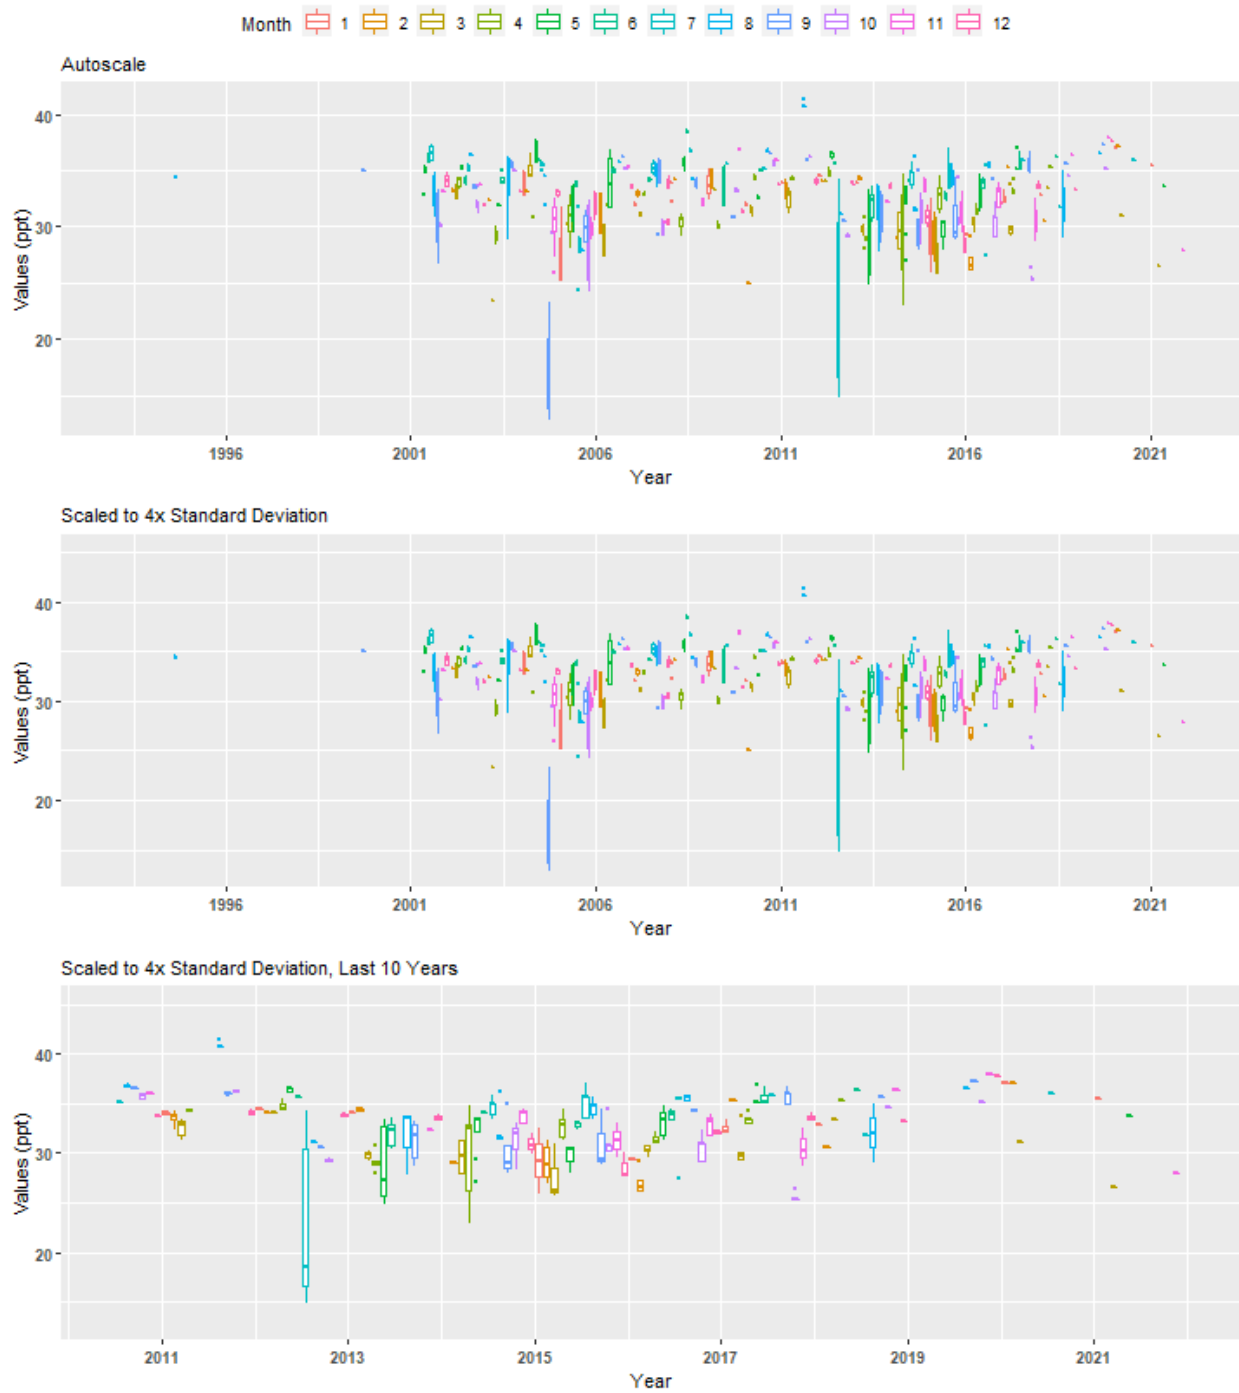 Month 1 2 3 4 5 6 7 8 9 10 11 12
Autoscale
Values (ppt)
40
30
20
1996 2001 2006 2011 2016 2021
Year
Scaled to 4x Standard Deviation
Values (ppt)
40
30
20
1996 2001 2006 2011 2016 2021
Year
Scaled to 4x Standard Deviation, Last 10 Years
Values (ppt)
40
30
20
2011 2013 2015 2017 2019 2021
Year